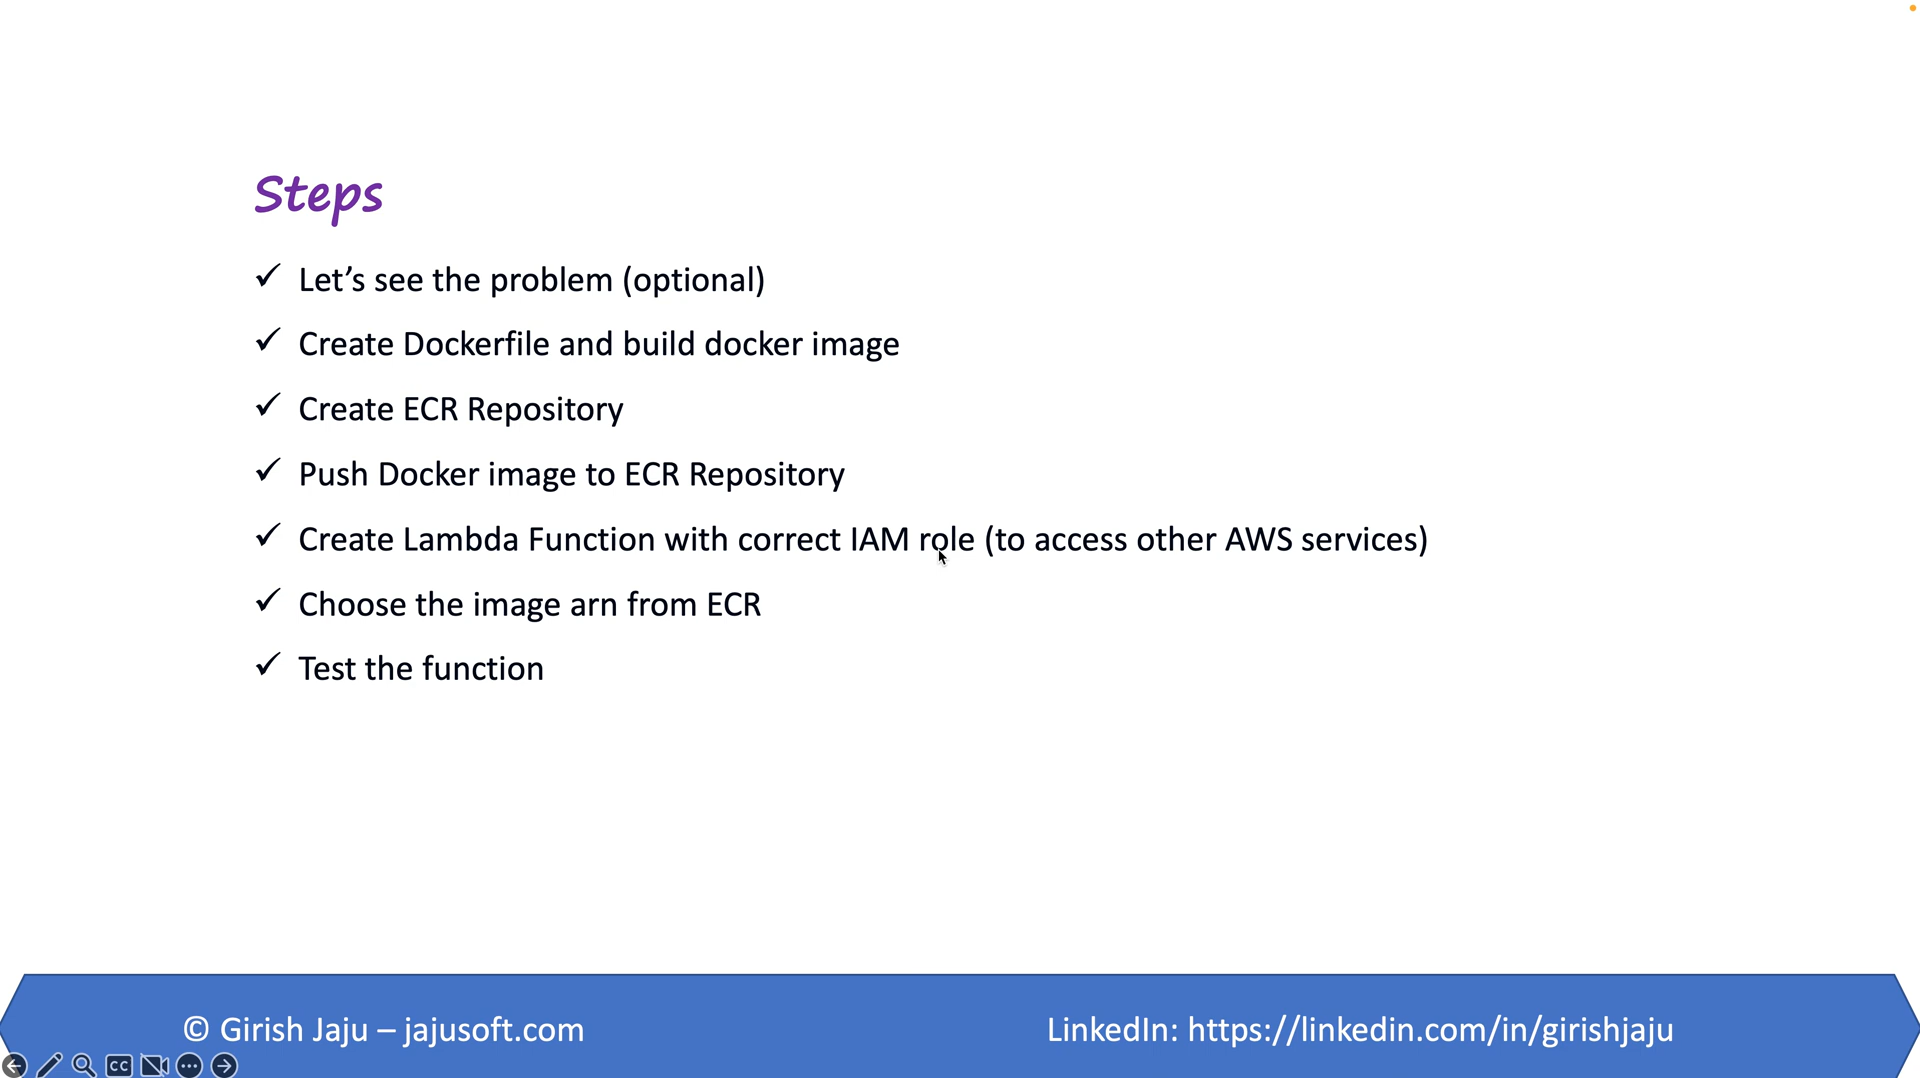 Steps
✓ Let’s see the problem (optional)
✓ Create Dockerfile and build docker image
✓ Create ECR Repository
✓ Push Docker image to ECR Repository
✓ Create Lambda Function with correct IAM role (to access other AWS services)
✓ Choose the image arn from ECR
✓ Test the function
© Girish Jaju – jajusoft.com
LinkedIn: https://linkedin.com/in/girishjaju
CC